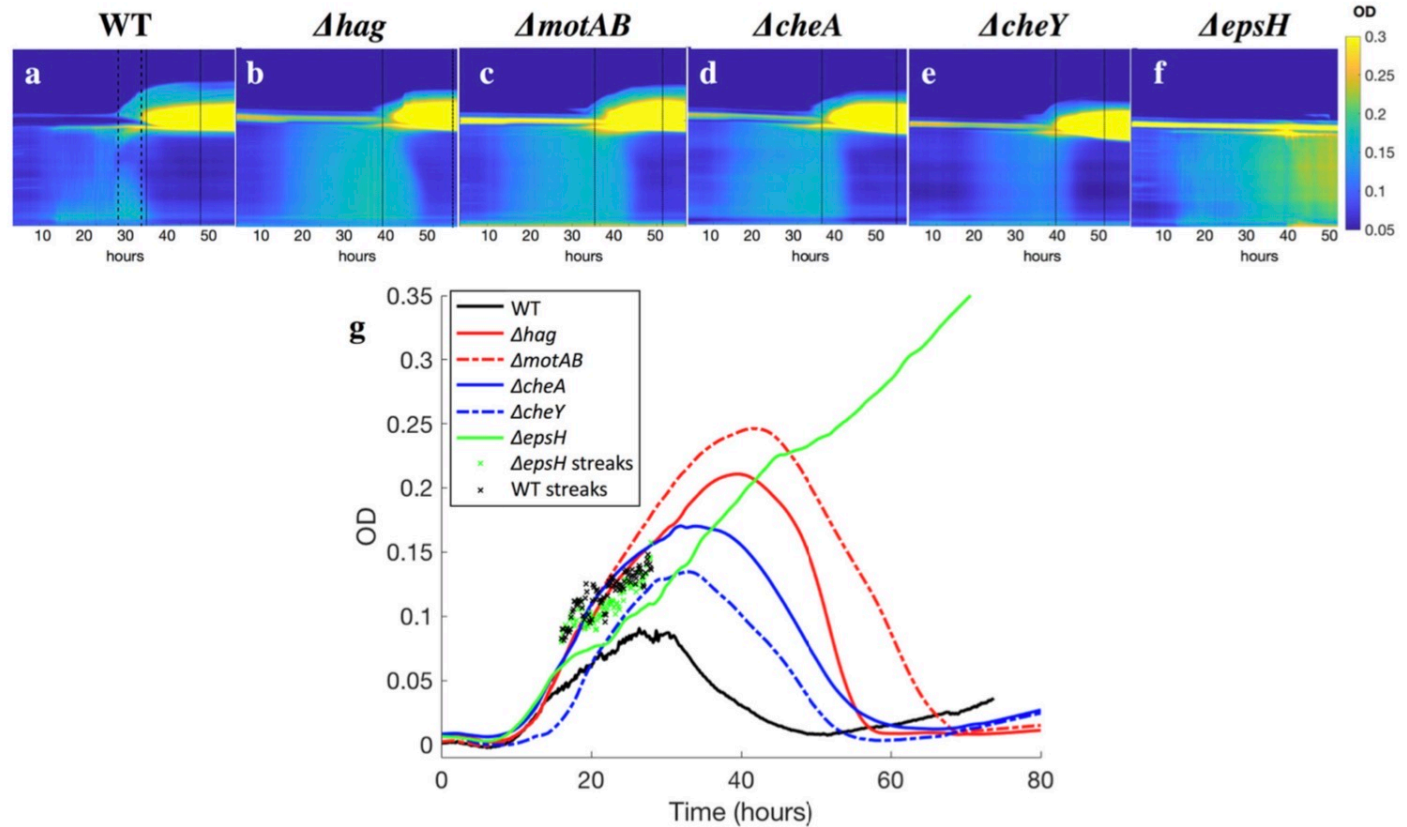 WT Δhag ΔmotAB ΔcheA ΔcheY ΔepsH OD
a b c d e f
0.3
0.25
0.2
0.15
0.1
0.05
10 20 30 40 50 10 20 30 40 50 10 20 30 40 50 10 20 30 40 50 10 20 30 40 50 10 20 30 40 50
hours hours hours hours hours hours
g
WT
Δhag
ΔmotAB
ΔcheA
ΔcheY
ΔepsH
ΔepsH streaks
WT streaks
OD
0.35
0.3
0.25
0.2
0.15
0.1
0.05
0
0 20 40 60 80
Time (hours)